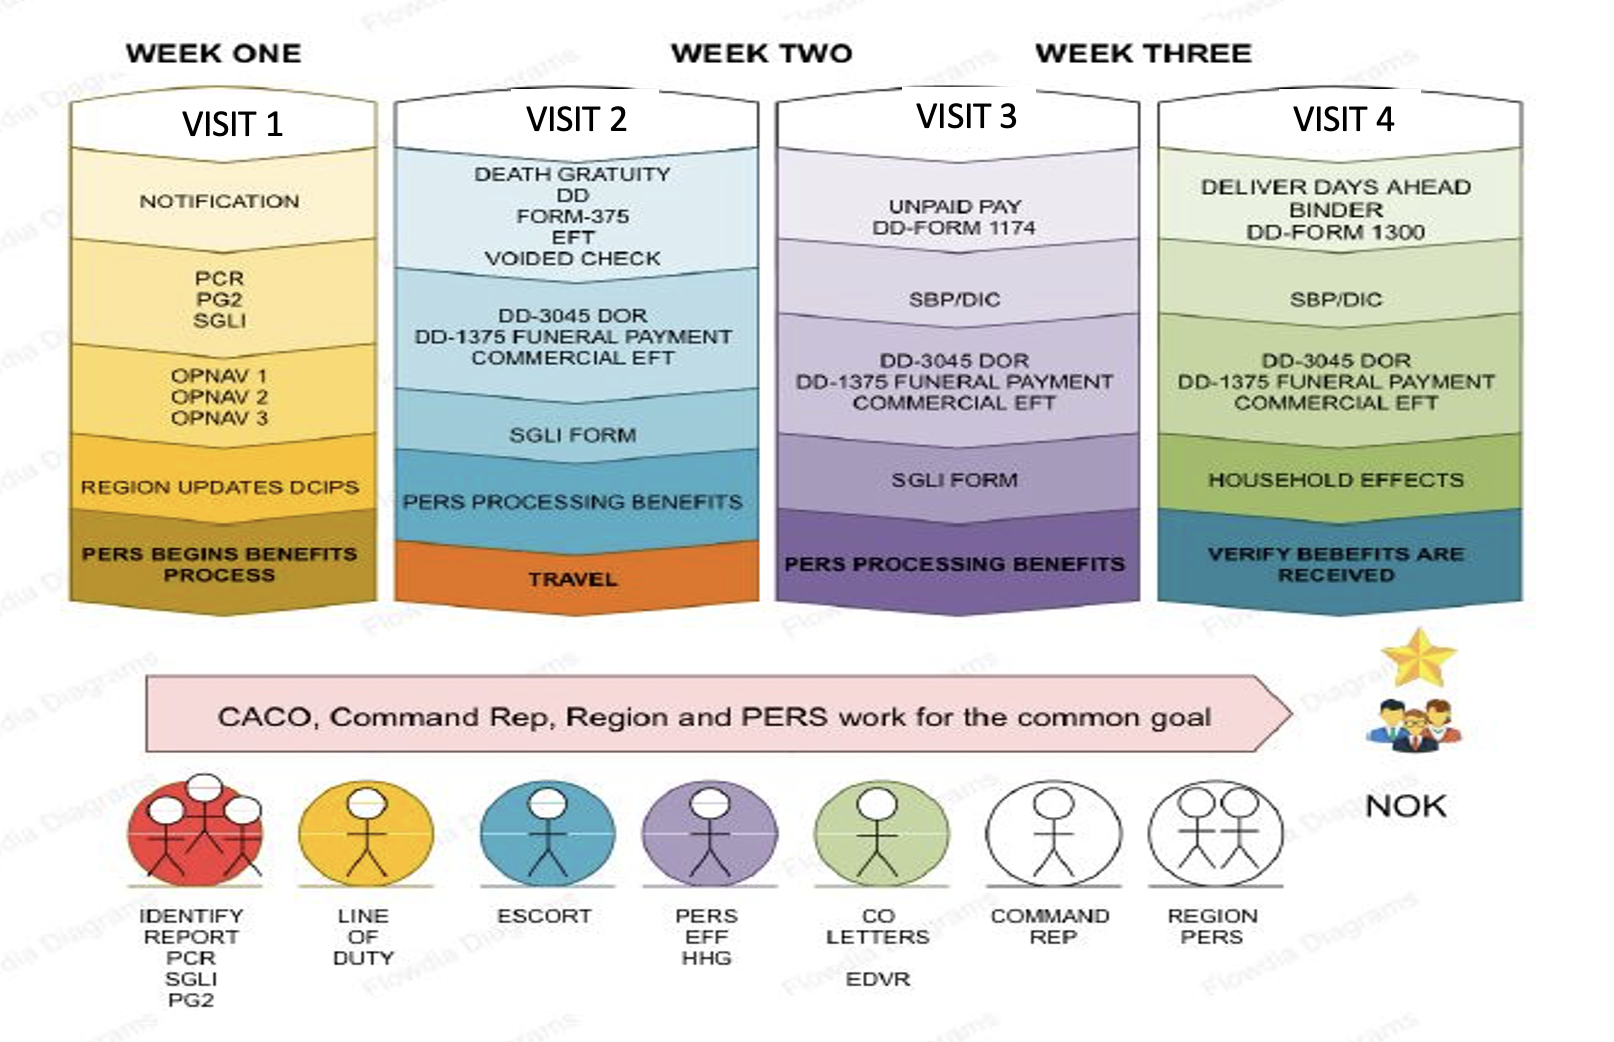 WEEK ONE
WEEK TWO
WEEK THREE
VISIT 1
NOTIFICATION
PCR
PG2
SGLI
OPNAV 1
OPNAV 2
OPNAV 3
REGION UPDATES DCIPS
PERS BEGINS BENEFITS
PROCESS
VISIT 2
DEATH GRATUITY
DD
FORM-375
EFT
VOIDED CHECK
DD-3045 DOR
DD-1375 FUNERAL PAYMENT
COMMERCIAL EFT
SGLI FORM
PERS PROCESSING BENEFITS
TRAVEL
VISIT 3
UNPAID PAY
DD-FORM 1174
SBP/DIC
DD-3045 DOR
DD-1375 FUNERAL PAYMENT
COMMERCIAL EFT
SGLI FORM
PERS PROCESSING BENEFITS
VISIT 4
DELIVER DAYS AHEAD
BINDER
DD-FORM 1300
SBP/DIC
DD-3045 DOR
DD-1375 FUNERAL PAYMENT
COMMERCIAL EFT
HOUSEHOLD EFFECTS
VERIFY BEBEFITS ARE
RECEIVED
CACO, Command Rep, Region and PERS work for the common goal
NOK
IDENTIFY
REPORT
PCR
SGLI
PG2
LINE
OF
DUTY
ESCORT
PERS
EFF
HHG
CO
LETTERS
EDVR
COMMAND
REP
REGION
PERS
Flowdia Diagrams